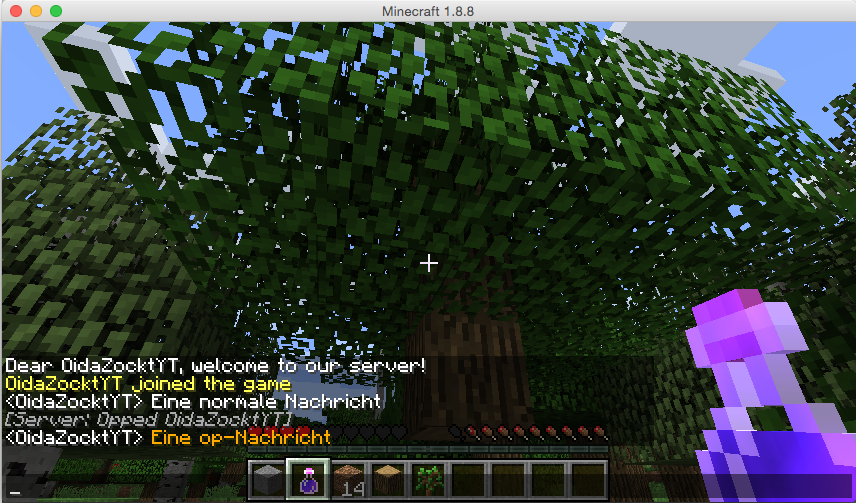 Minecraft 1.8.8
Dear OidaZocktYT, welcome to our server!
OidaZocktYT joined the game
<OidaZocktYT> Eine normale Nachricht
[Server: Opped OidaZocktYT]
<OidaZocktYT> Eine op-Nachricht
14
_